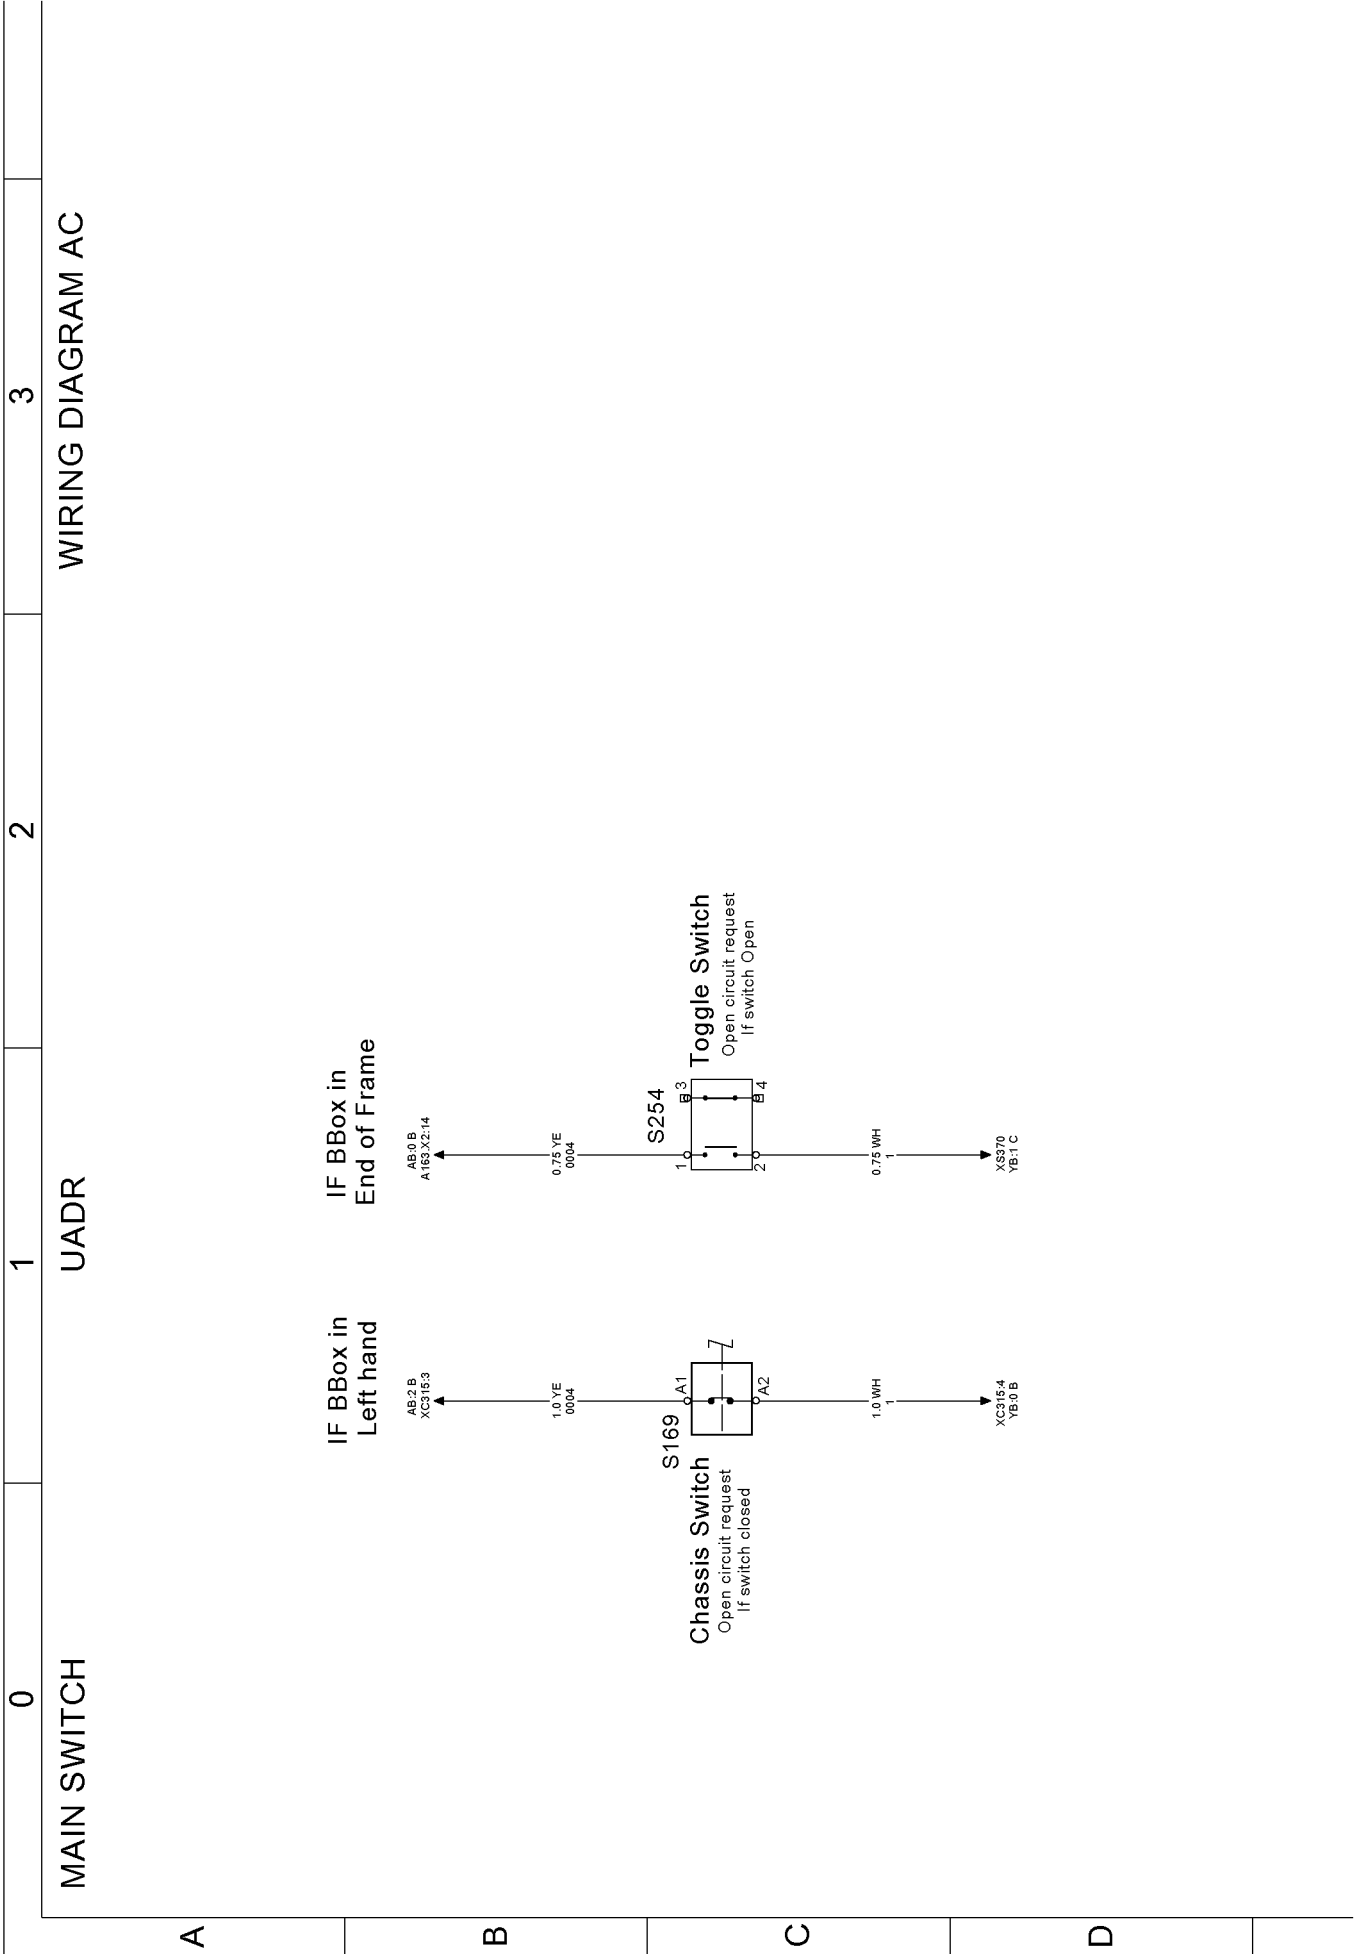 0
1
2
3
MAIN SWITCH
UADR
WIRING DIAGRAM AC
A
B
C
D
IF BBox in
Left hand
AB:2 B
XC315:3
1.0 YE
0004
S169
A1
A2
Chassis Switch
Open circuit request
If switch closed
1.0 WH
1
XC315:4
YB:0 B
IF BBox in
End of Frame
AB:0 B
A163.X2:14
0.75 YE
0004
S254
1
3
2
4
Toggle Switch
Open circuit request
If switch Open
0.75 WH
1
XS370
YB:1 C